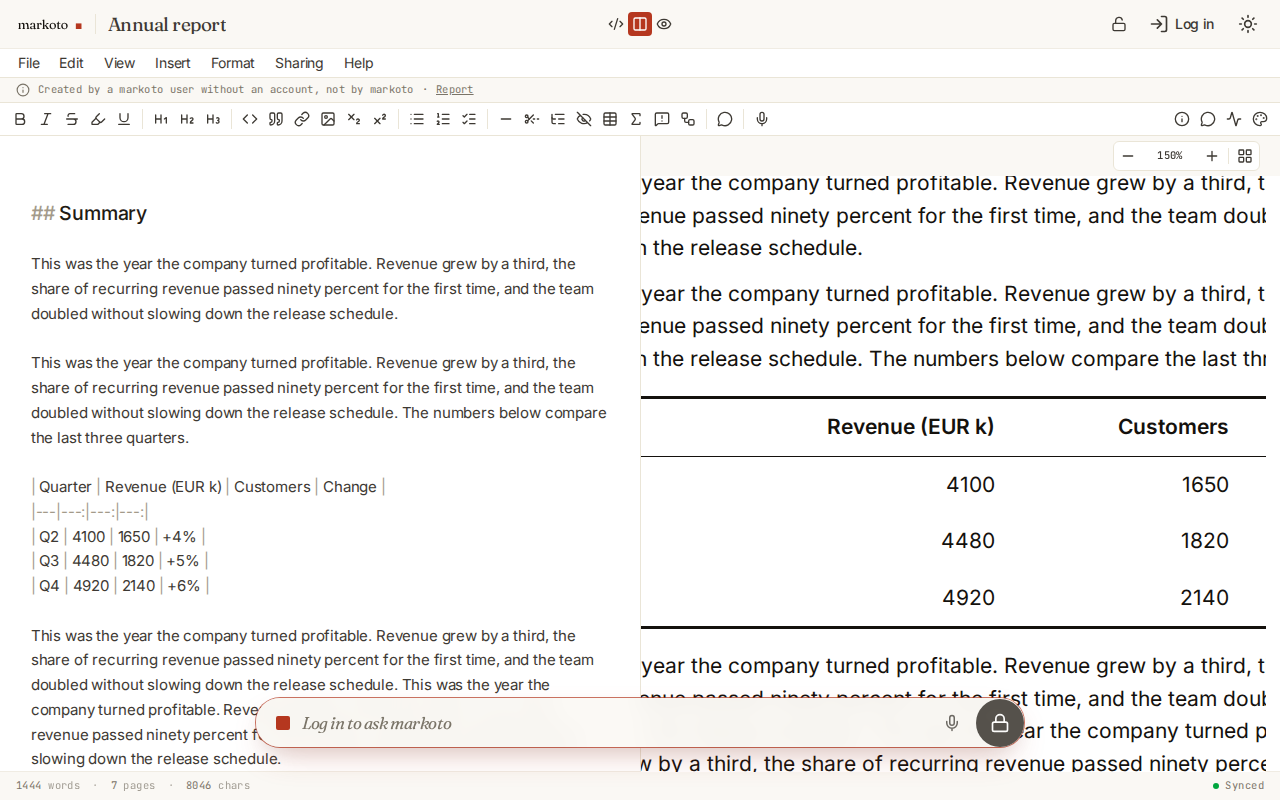 markoto
Annual report
Log in
File Edit View Insert Format Sharing Help
Created by a markoto user without an account, not by markoto · Report
H1 H2 H3
150%
## Summary
This was the year the company turned profitable. Revenue grew by a third, the
share of recurring revenue passed ninety percent for the first time, and the team
doubled without slowing down the release schedule.
This was the year the company turned profitable. Revenue grew by a third, the
share of recurring revenue passed ninety percent for the first time, and the team
doubled without slowing down the release schedule. The numbers below compare
the last three quarters.
| Quarter | Revenue (EUR k) | Customers | Change |
|---|---:|---:|---:|
| Q2 | 4100 | 1650 | +4% |
| Q3 | 4480 | 1820 | +5% |
| Q4 | 4920 | 2140 | +6% |
This was the year the company turned profitable. Revenue grew by a third, the
share of recurring revenue passed ninety percent for the first time, and the team
doubled without slowing down the release schedule. This was the year the
company turned profitable. Reve
revenue passed ninety percent f
slowing down the release schedule.
year the company turned profitable. Revenue grew by a third, t
enue passed ninety percent for the first time, and the team doub
the release schedule.
year the company turned profitable. Revenue grew by a third, t
enue passed ninety percent for the first time, and the team doub
the release schedule. The numbers below compare the last thr
Revenue (EUR k) Customers
4100 1650
4480 1820
4920 2140
year the company turned profitable. Revenue grew by a third, t
first time, and the team doub
ear the company turned p
w by a third, the share of recurring revenue passed ninety perce
Log in to ask markoto
1444 words · 7 pages · 8046 chars
Synced